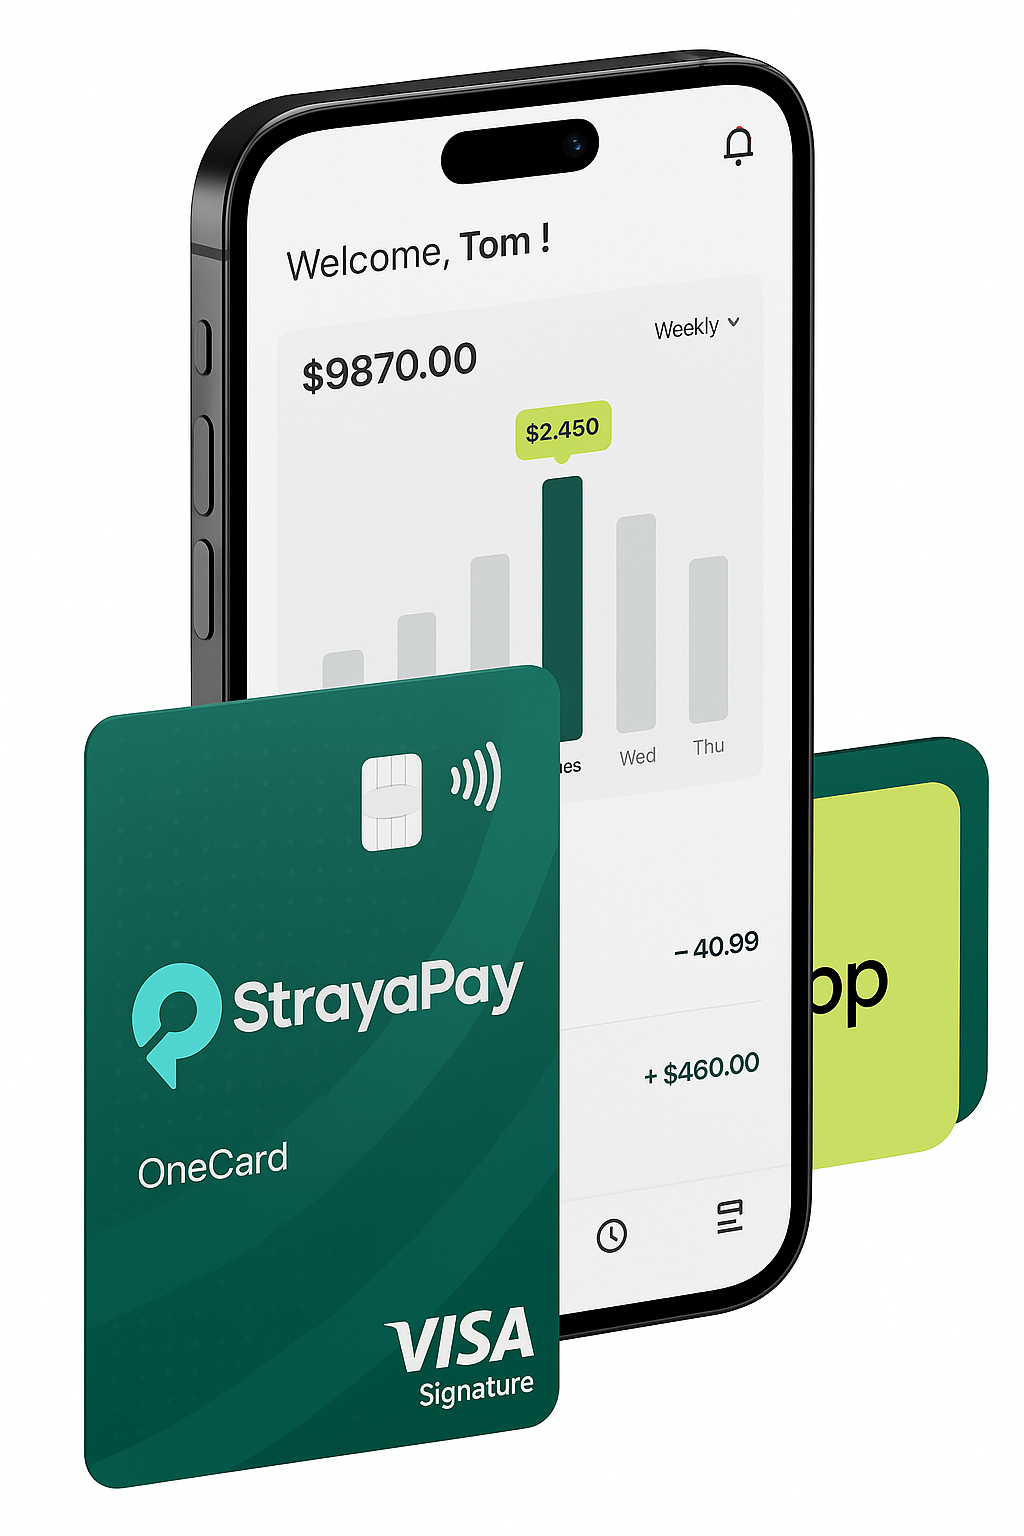 Welcome, Tom !
Weekly
$9870.00
$2.450
Wed
Thu
StrayaPay
OneCard
VISA
Signature
– 40.99
+ $460.00